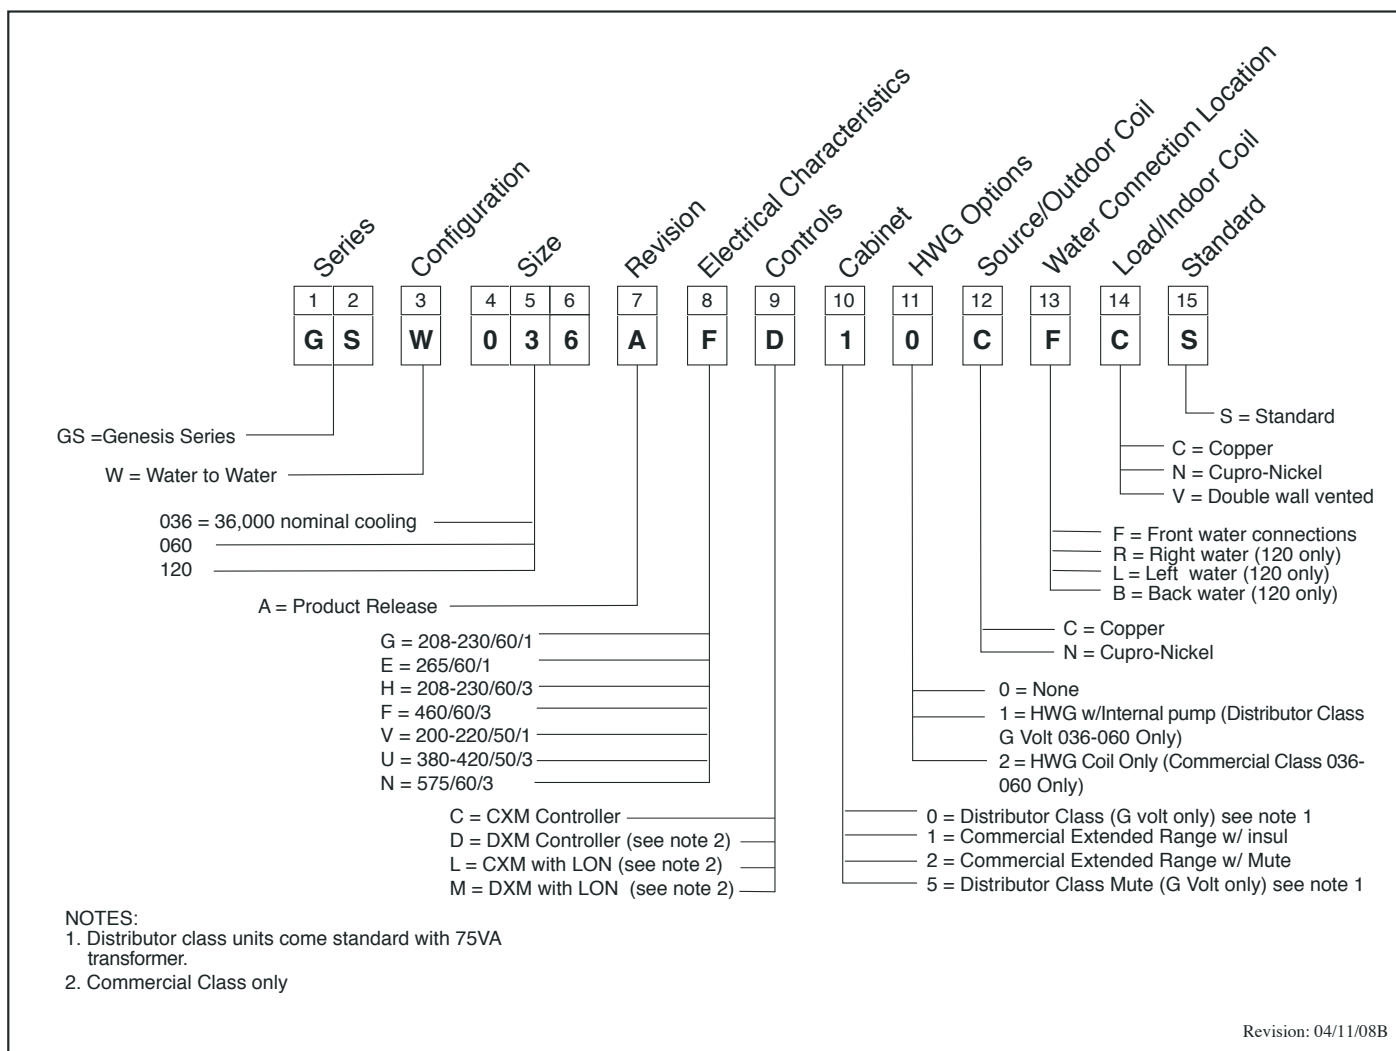 Series
Configuration
Size
Revision
Electrical Characteristics
Controls
Cabinet
HWG Options
Source/Outdoor Coil
Water Connection Location
Load/Indoor Coil
Standard
1 2 3 4 5 6 7 8 9 10 11 12 13 14 15
G S W 0 3 6 A F D 1 0 C F C S
GS =Genesis Series
W = Water to Water
036 = 36,000 nominal cooling
060
120
A = Product Release
G = 208-230/60/1
E = 265/60/1
H = 208-230/60/3
F = 460/60/3
V = 200-220/50/1
U = 380-420/50/3
N = 575/60/3
C = CXM Controller
D = DXM Controller (see note 2)
L = CXM with LON (see note 2)
M = DXM with LON (see note 2)
S = Standard
C = Copper
N = Cupro-Nickel
V = Double wall vented
F = Front water connections
R = Right water (120 only)
L = Left water (120 only)
B = Back water (120 only)
C = Copper
N = Cupro-Nickel
0 = None
1 = HWG w/Internal pump (Distributor Class
G Volt 036-060 Only)
2 = HWG Coil Only (Commercial Class 036-
060 Only)
0 = Distributor Class (G volt only) see note 1
1 = Commercial Extended Range w/ insul
2 = Commercial Extended Range w/ Mute
5 = Distributor Class Mute (G Volt only) see note 1
NOTES:
1. Distributor class units come standard with 75VA
transformer.
2. Commercial Class only
Revision: 04/11/08B